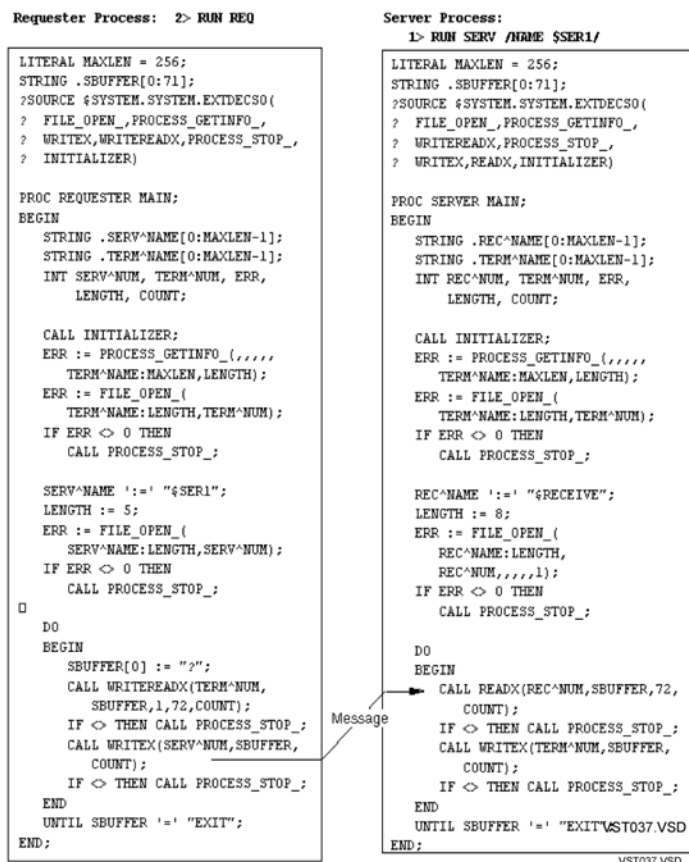 Requester Process:  2> RUN REQ
LITERAL MAXLEN = 256;
STRING .SBUFFER[0:71];
?SOURCE $SYSTEM.SYSTEM.EXTDECS0(
?  FILE_OPEN_,PROCESS_GETINFO_,
?  WRITEX,WRITEREADX,PROCESS_STOP_,
?  INITIALIZER)
PROC REQUESTER MAIN;
BEGIN
STRING .SERV^NAME[0:MAXLEN-1];
STRING .TERM^NAME[0:MAXLEN-1];
INT SERV^NUM, TERM^NUM, ERR,
LENGTH, COUNT;
CALL INITIALIZER;
ERR := PROCESS_GETINFO_(,,,,,
TERM^NAME:MAXLEN,LENGTH);
ERR := FILE_OPEN_(
TERM^NAME:LENGTH,TERM^NUM);
IF ERR <> 0 THEN
CALL PROCESS_STOP_;
SERV^NAME ':=' "$SER1";
LENGTH := 5;
ERR := FILE_OPEN_(
SERV^NAME:LENGTH,SERV^NUM);
IF ERR <> 0 THEN
CALL PROCESS_STOP_;
DO
BEGIN
SBUFFER[0] := "?";
CALL WRITEREADX(TERM^NUM,
SBUFFER,1,72,COUNT);
IF <> THEN CALL PROCESS_STOP_;
CALL WRITEX(SERV^NUM,SBUFFER,
COUNT);
IF <> THEN CALL PROCESS_STOP_;
END
UNTIL SBUFFER '=' "EXIT";
END;
Message
Server Process:
1> RUN SERV /NAME $SER1/
LITERAL MAXLEN = 256;
STRING .SBUFFER[0:71];
?SOURCE $SYSTEM.SYSTEM.EXTDECS0(
?  FILE_OPEN_,PROCESS_GETINFO_,
?  WRITEREADX,PROCESS_STOP_,
?  WRITEX,READX,INITIALIZER)
PROC SERVER MAIN;
BEGIN
STRING .REC^NAME[0:MAXLEN-1];
STRING .TERM^NAME[0:MAXLEN-1];
INT REC^NUM, TERM^NUM, ERR,
LENGTH, COUNT;
CALL INITIALIZER;
ERR := PROCESS_GETINFO_(,,,,,
TERM^NAME:MAXLEN,LENGTH);
ERR := FILE_OPEN_(
TERM^NAME:LENGTH,TERM^NUM);
IF ERR <> 0 THEN
CALL PROCESS_STOP_;
REC^NAME ':=' "$RECEIVE";
LENGTH := 8;
ERR := FILE_OPEN_(
REC^NAME:LENGTH,
REC^NUM,,,,,1);
IF ERR <> 0 THEN
CALL PROCESS_STOP_;
DO
BEGIN
CALL READX(REC^NUM,SBUFFER,72,
COUNT);
IF <> THEN CALL PROCESS_STOP_;
CALL WRITEX(TERM^NUM,SBUFFER,
COUNT);
IF <> THEN CALL PROCESS_STOP_;
END
UNTIL SBUFFER '=' "EXIT";
VST037.VSD
END;
VST037.VSD